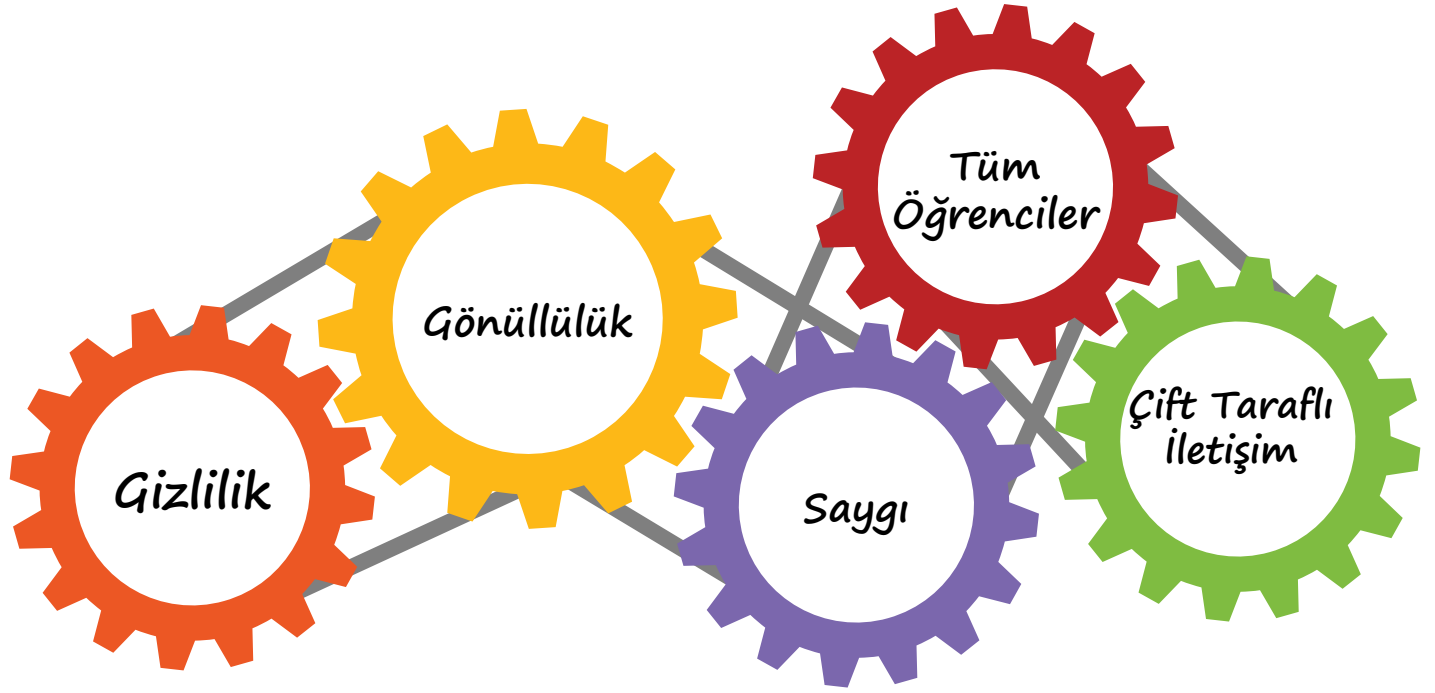 Gizlilik
Gönüllülük
Saygı
Tüm
Öğrenciler
Çift Taraflı
İletişim